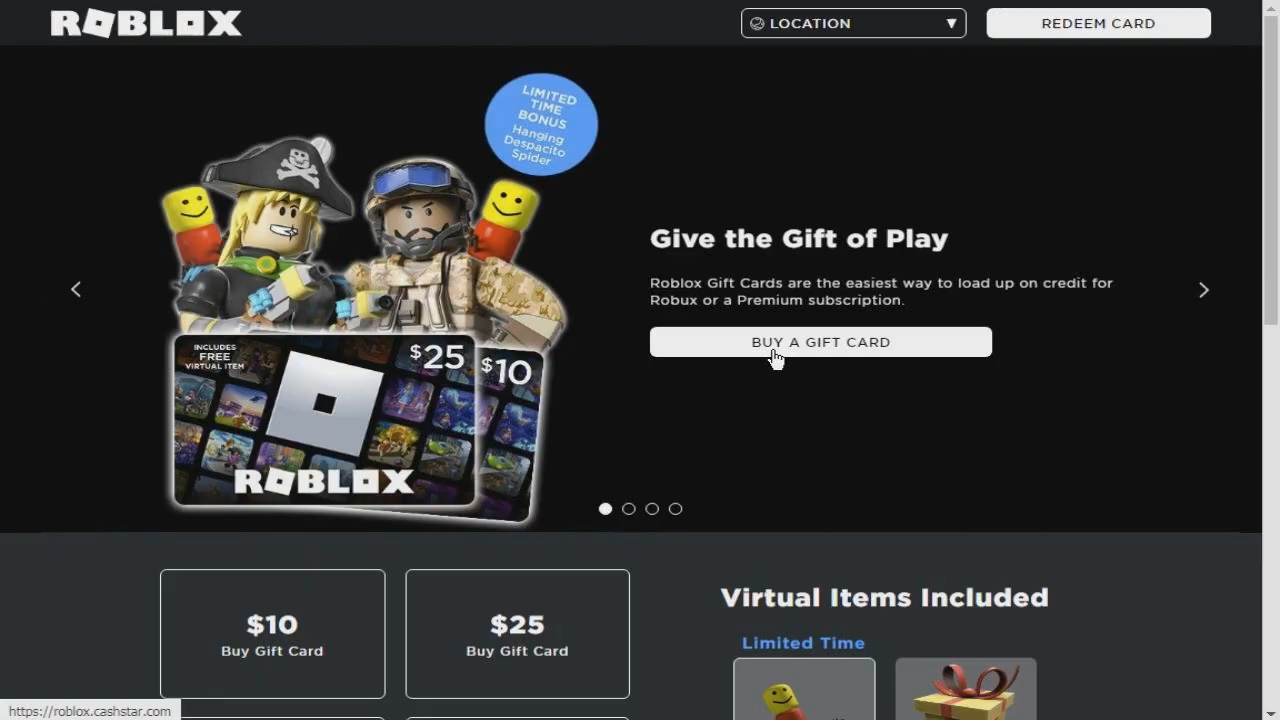 ROBLOX
LOCATION
REDEEM CARD
LIMITED
TIME
BONUS
Hanging
Despacito
Spider
Give the Gift of Play
Roblox Gift Cards are the easiest way to load up on credit for
Robux or a Premium subscription.
BUY A GIFT CARD
INCLUDES
FREE
VIRTUAL ITEM
$25
$10
ROBLOX
$10
Buy Gift Card
$25
Buy Gift Card
Virtual Items Included
Limited Time
https://roblox.cashstar.com